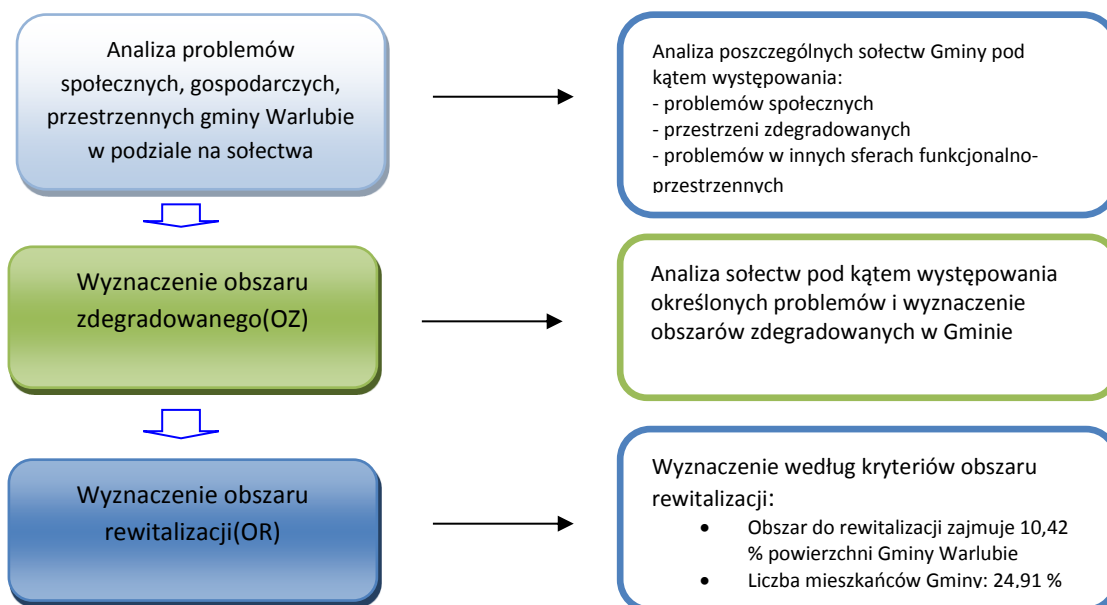 Analiza problemów
społecznych, gospodarczych,
przestrzennych gminy Warlubie
w podziale na sołectwa
Analiza poszczególnych sołectw Gminy pod
kątem występowania:
- problemów społecznych
- przestrzeni zdegradowanych
- problemów w innych sferach funkcjonalno-
przestrzennych
Wyznaczenie obszaru
zdegradowanego(OZ)
Analiza sołectw pod kątem występowania
określonych problemów i wyznaczenie
obszarów zdegradowanych w Gminie
Wyznaczenie obszaru
rewitalizacji(OR)
Wyznaczenie według kryteriów obszaru
rewitalizacji:
• Obszar do rewitalizacji zajmuje 10,42
% powierzchni Gminy Warlubie
• Liczba mieszkańców Gminy: 24,91 %